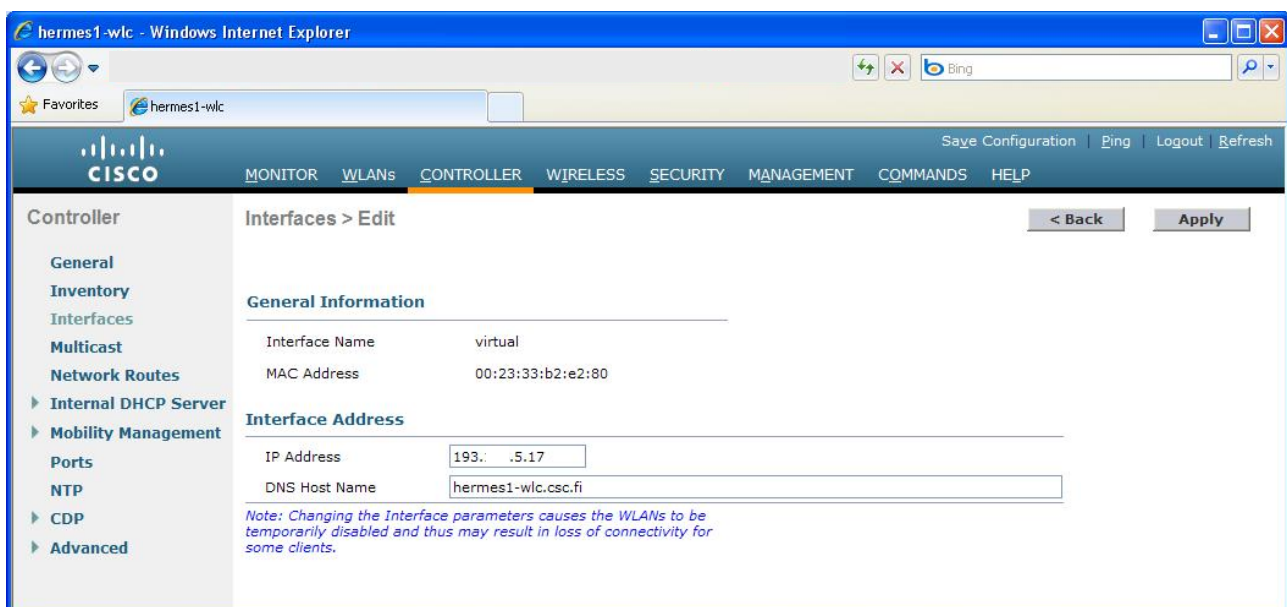 hermes1-wlc - Windows Internet Explorer
Bing
Favorites hermes1-wlc
Save Configuration | Ping | Logout | Refresh
CISCO
MONITOR WLANs CONTROLLER WIRELESS SECURITY MANAGEMENT COMMANDS HELP
Controller
Interfaces > Edit
< Back
Apply
General
Inventory
Interfaces
Multicast
Network Routes
Internal DHCP Server
Mobility Management
Ports
NTP
CDP
Advanced
General Information
Interface Name virtual
MAC Address 00:23:33:b2:e2:80
Interface Address
IP Address 193. .5.17
DNS Host Name hermes1-wlc.csc.fi
Note: Changing the Interface parameters causes the WLANs to be
temporarily disabled and thus may result in loss of connectivity for
some clients.